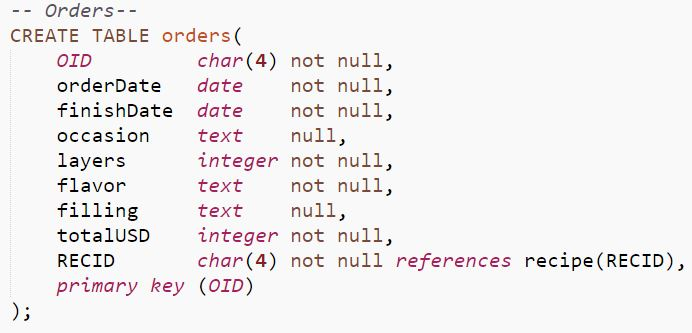 -- Orders--
CREATE TABLE orders(
    OID         char(4) not null,
    orderDate   date    not null,
    finishDate  date    not null,
    occasion    text    null,
    layers      integer not null,
    flavor      text    not null,
    filling     text    null,
    totalUSD    integer not null,
    RECID       char(4) not null references recipe(RECID),
    primary key (OID)
);